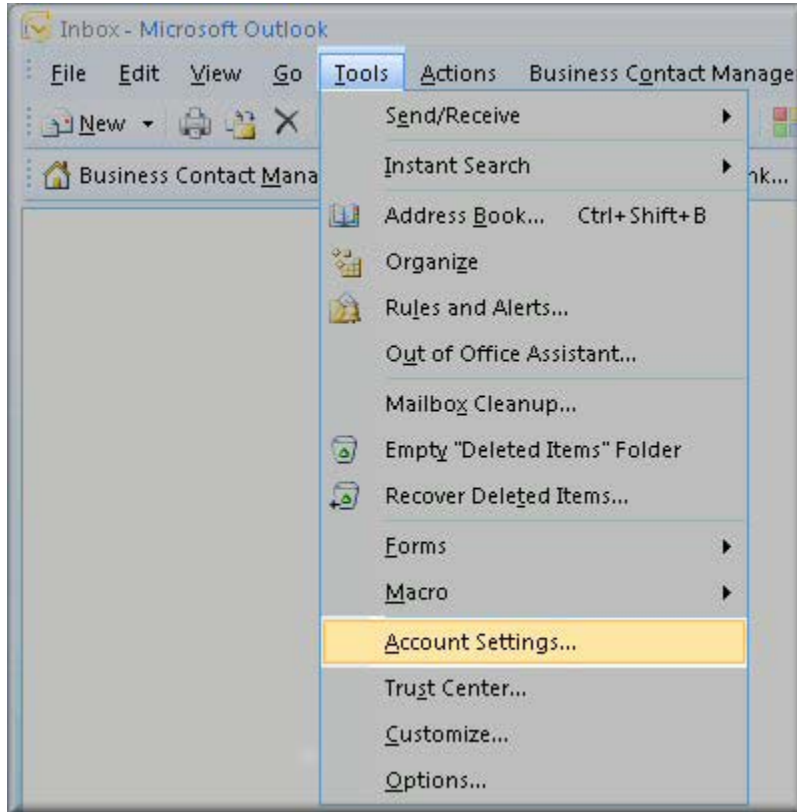 Inbox - Microsoft Outlook
File Edit View Go Tools Actions Business Contact Manage
New
Business Contact Mana nk...
Send/Receive
Instant Search
Address Book... Ctrl+Shift+B
Organize
Rules and Alerts...
Out of Office Assistant...
Mailbox Cleanup...
Empty "Deleted Items" Folder
Recover Deleted Items...
Forms
Macro
Account Settings...
Trust Center...
Customize...
Options...